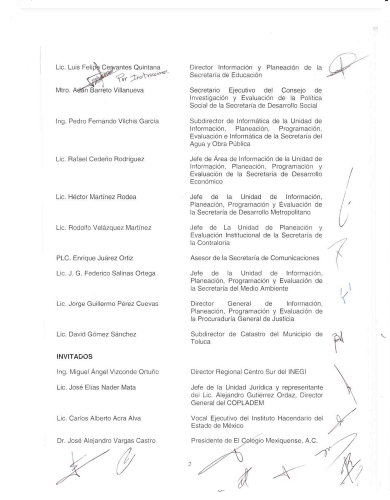 Lic. Luis Felipe Cervantes Quintana
Director Información y Planeación de la
Secretaría de Educación
Por Instrucciones
Mtro. Adán Barreto Villanueva
Secretario Ejecutivo del Consejo de
Investigación y Evaluación de la Política
Social de la Secretaría de Desarrollo Social
Ing. Pedro Fernando Vilchis García
Subdirector de Informática de la Unidad de
Información, Planeación, Programación,
Evaluación e Informática de la Secretaría del
Agua y Obra Pública
Lic. Rafael Cedeño Rodríguez
Jefe de Área de Información de la Unidad de
Información, Planeación, Programación y
Evaluación de la Secretaría de Desarrollo
Económico
Lic. Héctor Martínez Rodea
Jefe de la Unidad de Información,
Planeación, Programación y Evaluación de
la Secretaría de Desarrollo Metropolitano
Lic. Rodolfo Velázquez Martínez
Jefe de La Unidad de Planeación y
Evaluación Institucional de la Secretaría de
la Contraloría
PLC. Enrique Juárez Ortiz
Asesor de la Secretaría de Comunicaciones
Lic. J. G. Federico Salinas Ortega
Jefe de la Unidad de Información,
Planeación, Programación y Evaluación de
la Secretaría del Medio Ambiente
Lic. Jorge Guillermo Pérez Cuevas
Director General de Información,
Planeación, Programación y Evaluación de
la Procuraduría General de Justicia
Lic. David Gómez Sánchez
Subdirector de Catastro del Municipio de
Toluca
INVITADOS
Ing. Miguel Ángel Vizconde Ortuño
Director Regional Centro Sur del INEGI
Lic. José Elías Nader Mata
Jefe de la Unidad Jurídica y representante
del Lic. Alejandro Gutiérrez Ordaz, Director
General del COPLADEM
Lic. Carlos Alberto Acra Alva
Vocal Ejecutivo del Instituto Hacendario del
Estado de México
Dr. José Alejandro Vargas Castro
Presidente de El Colegio Mexiquense, A.C.
2